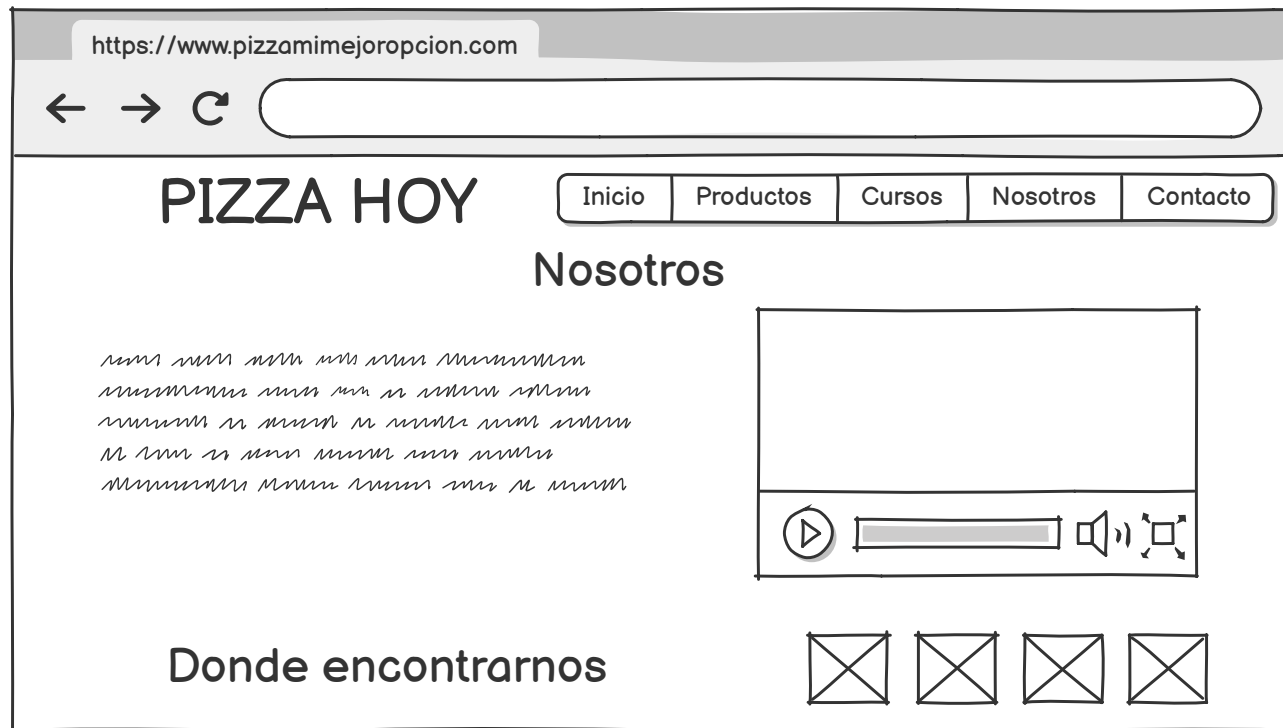 https://www.pizzamimejoropcion.com
PIZZA HOY
Inicio Productos Cursos Nosotros Contacto
Nosotros
Donde encontrarnos